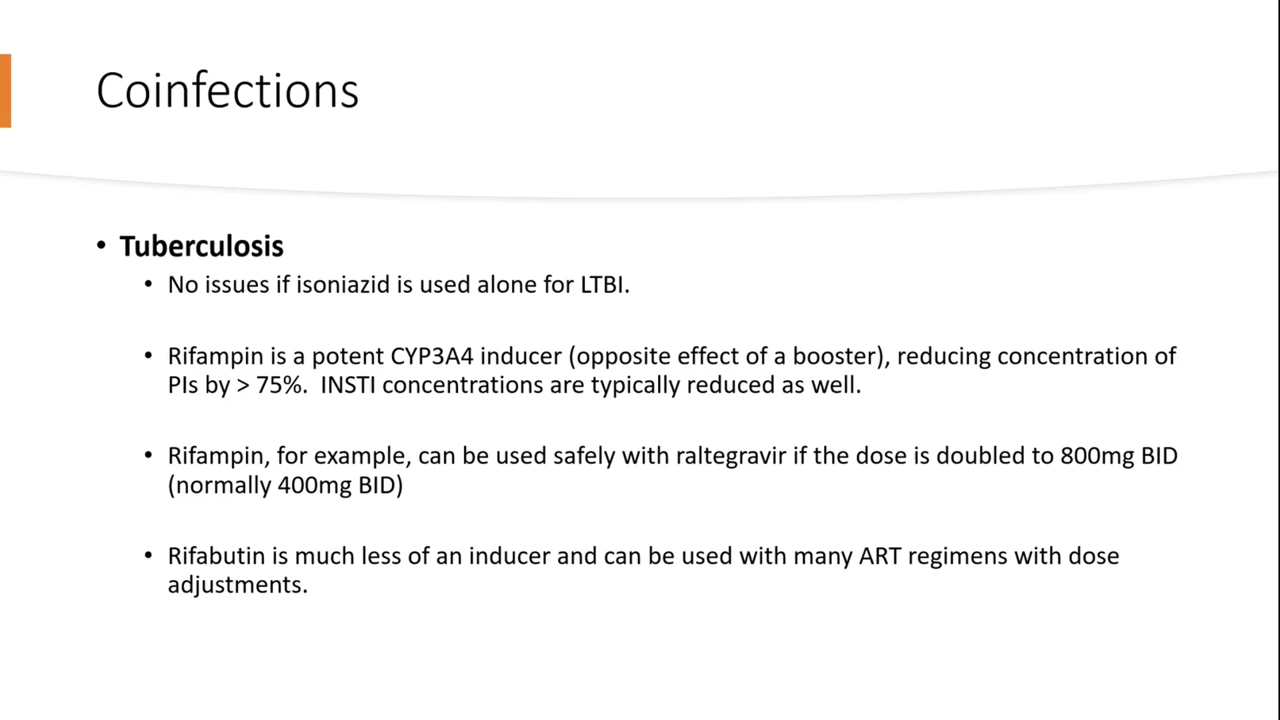 Coinfections
• Tuberculosis
• No issues if isoniazid is used alone for LTBI.
• Rifampin is a potent CYP3A4 inducer (opposite effect of a booster), reducing concentration of
PIs by > 75%.  INSTI concentrations are typically reduced as well.
• Rifampin, for example, can be used safely with raltegravir if the dose is doubled to 800mg BID
(normally 400mg BID)
• Rifabutin is much less of an inducer and can be used with many ART regimens with dose
adjustments.